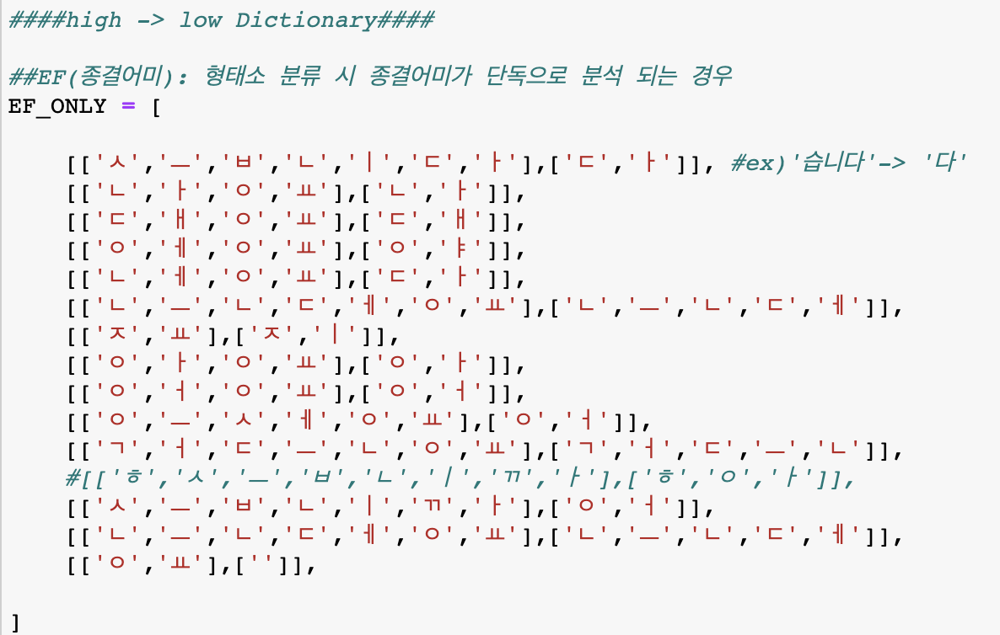 ####high -> low Dictionary####
##EF(종결어미): 형태소 분류 시 종결어미가 단독으로 분석 되는 경우
EF_ONLY = [
[['ㅅ','ㅡ','ㅂ','ㄴ','ㅣ','ㄷ','ㅏ'],['ㄷ','ㅏ']], #ex)'습니다'-> '다'
[['ㄴ','ㅏ','ㅇ','ㅛ'],['ㄴ','ㅏ']],
[['ㄷ','ㅐ','ㅇ','ㅛ'],['ㄷ','ㅐ']],
[['ㅇ','ㅔ','ㅇ','ㅛ'],['ㅇ','ㅑ']],
[['ㄴ','ㅔ','ㅇ','ㅛ'],['ㄷ','ㅏ']],
[['ㄴ','ㅡ','ㄴ','ㄷ','ㅔ','ㅇ','ㅛ'],['ㄴ','ㅡ','ㄴ','ㄷ','ㅔ']],
[['ㅈ','ㅛ'],['ㅈ','ㅣ']],
[['ㅇ','ㅏ','ㅇ','ㅛ'],['ㅇ','ㅏ']],
[['ㅇ','ㅓ','ㅇ','ㅛ'],['ㅇ','ㅓ']],
[['ㅇ','ㅡ','ㅅ','ㅔ','ㅇ','ㅛ'],['ㅇ','ㅓ']],
[['ㄱ','ㅓ','ㄷ','ㅡ','ㄴ','ㅇ','ㅛ'],['ㄱ','ㅓ','ㄷ','ㅡ','ㄴ']],
#[['ㅎ','ㅅ','ㅡ','ㅂ','ㄴ','ㅣ','ㄲ','ㅏ'],['ㅎ','ㅇ','ㅏ']],
[['ㅅ','ㅡ','ㅂ','ㄴ','ㅣ','ㄲ','ㅏ'],['ㅇ','ㅓ']],
[['ㄴ','ㅡ','ㄴ','ㄷ','ㅔ','ㅇ','ㅛ'],['ㄴ','ㅡ','ㄴ','ㄷ','ㅔ']],
[['ㅇ','ㅛ'],['']],
]